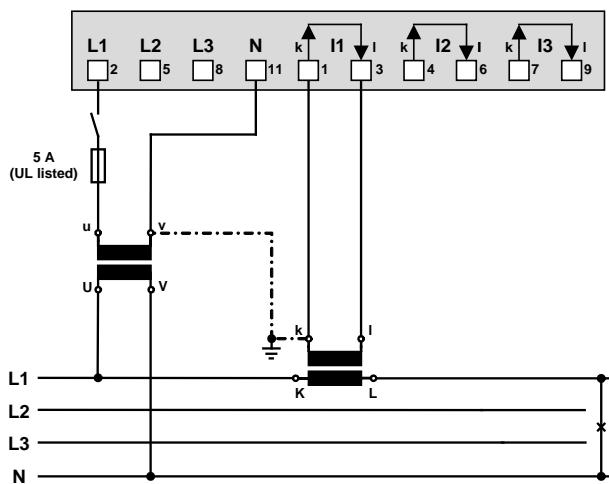 L1 L2 L3 N k I1 l k I2 l k I3 l
2 5 8 11 1 3 4 6 7 9
5 A
(UL listed)
u v
U V
k l
K L
L1
L2
L3
N